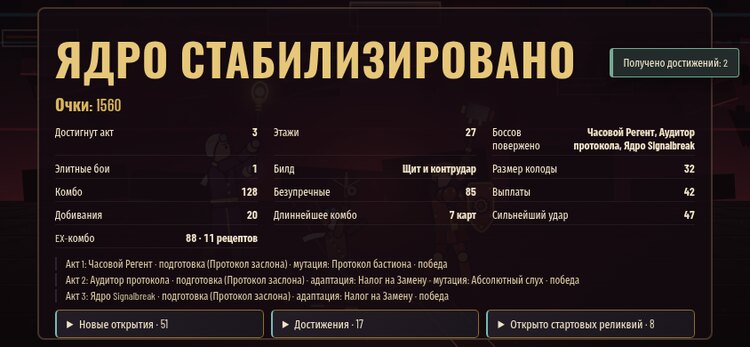 ЯДРО СТАБИЛИЗИРОВАНО
Получено достижений: 2
Очки: 1560
Достигнут акт 3
Этажи 27
Боссов повержено Часовой Регент, Аудитор протокола, Ядро Signalbreak
Элитные бои 1
Билд Щит и контрудар
Размер колоды 32
Комбо 128
Безупречные 85
Выплаты 42
Добивания 20
Длиннейшее комбо 7 карт
Сильнейший удар 47
EX-комбо 88 · 11 рецептов
Акт 1: Часовой Регент · подготовка (Протокол заслона) · мутация: Протокол бастиона · победа
Акт 2: Аудитор протокола · подготовка (Протокол заслона) · адаптация: Налог на Замену · мутация: Абсолютный слух · победа
Акт 3: Ядро Signalbreak · подготовка (Протокол заслона) · адаптация: Налог на Замену · победа
▶ Новые открытия · 51
▶ Достижения · 17
▶ Открыто стартовых реликвий · 8